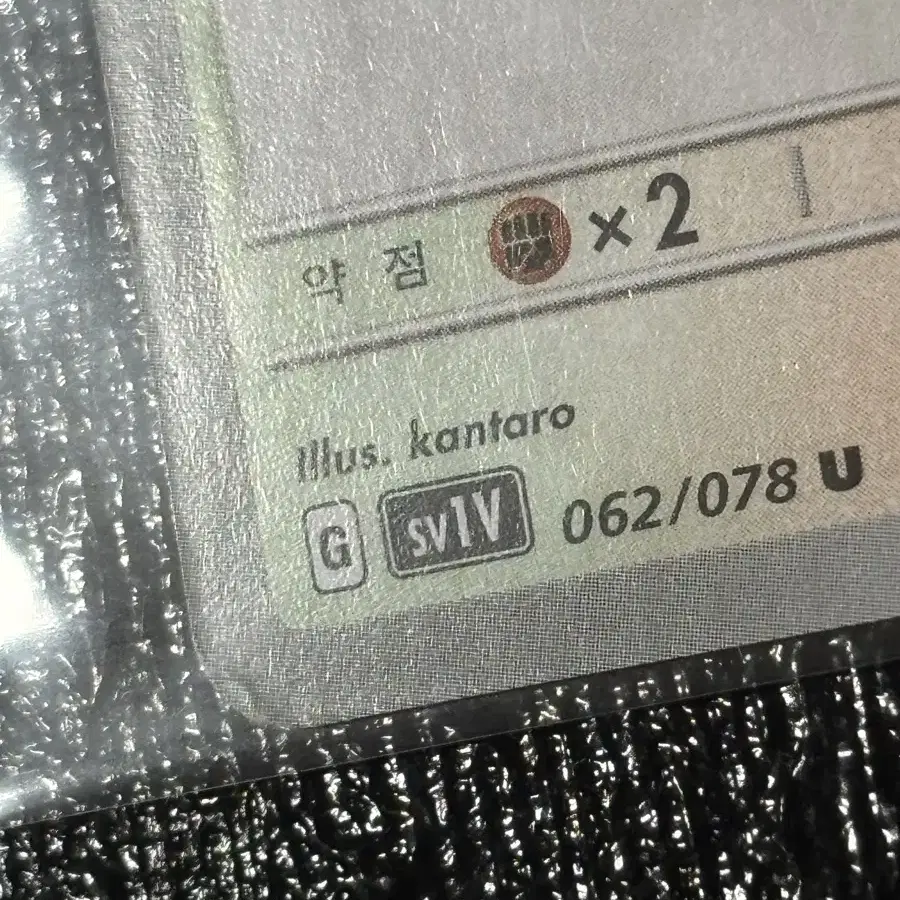 약점 ×2
Illus. kantaro
G SV1V 062/078 U